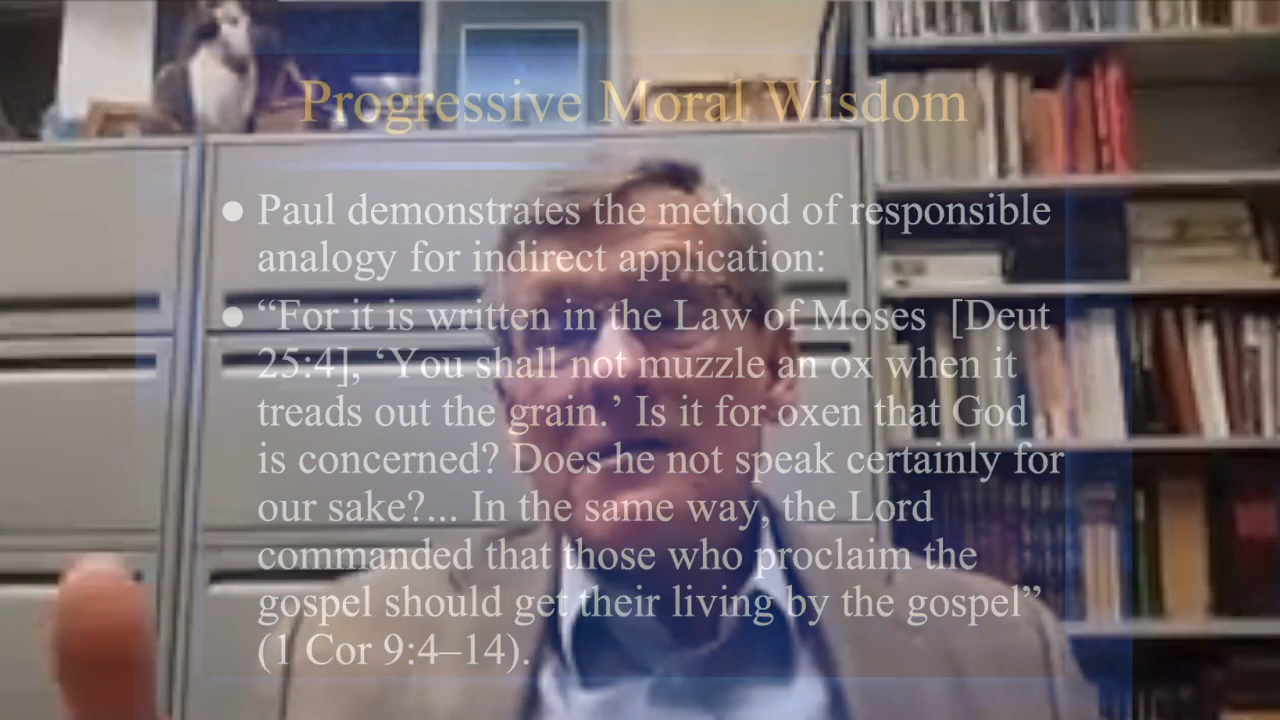 Progressive Moral Wisdom
● Paul demonstrates the method of responsible
analogy for indirect application:
● “For it is written in the Law of Moses [Deut
25:4], ‘You shall not muzzle an ox when it
treads out the grain.’ Is it for oxen that God
is concerned? Does he not speak certainly for
our sake?... In the same way, the Lord
commanded that those who proclaim the
gospel should get their living by the gospel”
(1 Cor 9:4–14).